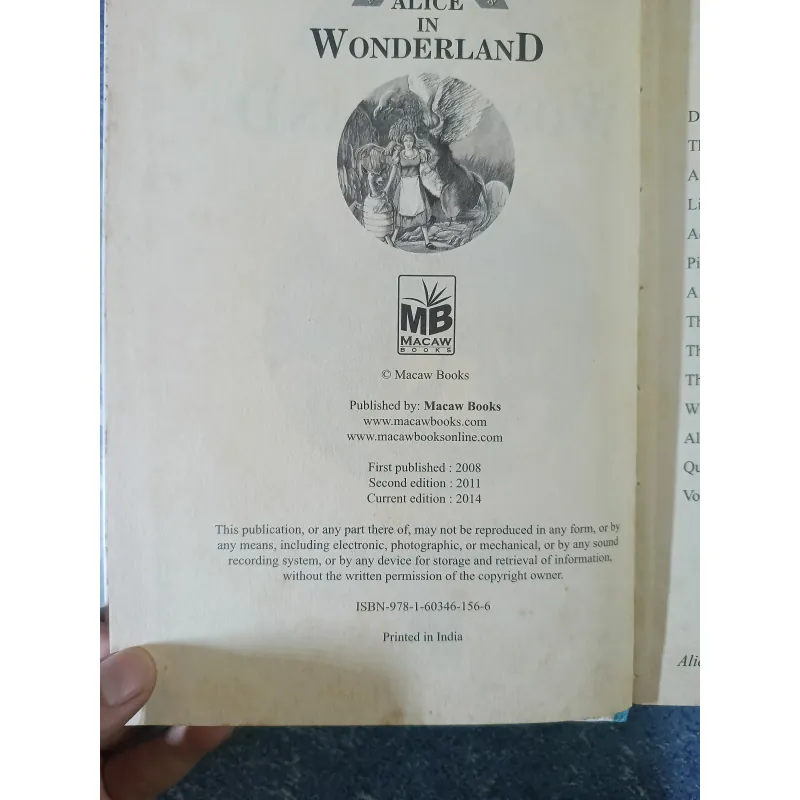 ALICE
IN
WONDERLAND
MB
MACAW
BOOKS
© Macaw Books
Published by: Macaw Books
www.macawbooks.com
www.macawbooksonline.com
First published : 2008
Second edition : 2011
Current edition : 2014
This publication, or any part there of, may not be reproduced in any form, or by
any means, including electronic, photographic, or mechanical, or by any sound
recording system, or by any device for storage and retrieval of information,
without the written permission of the copyright owner.
ISBN-978-1-60346-156-6
Printed in India